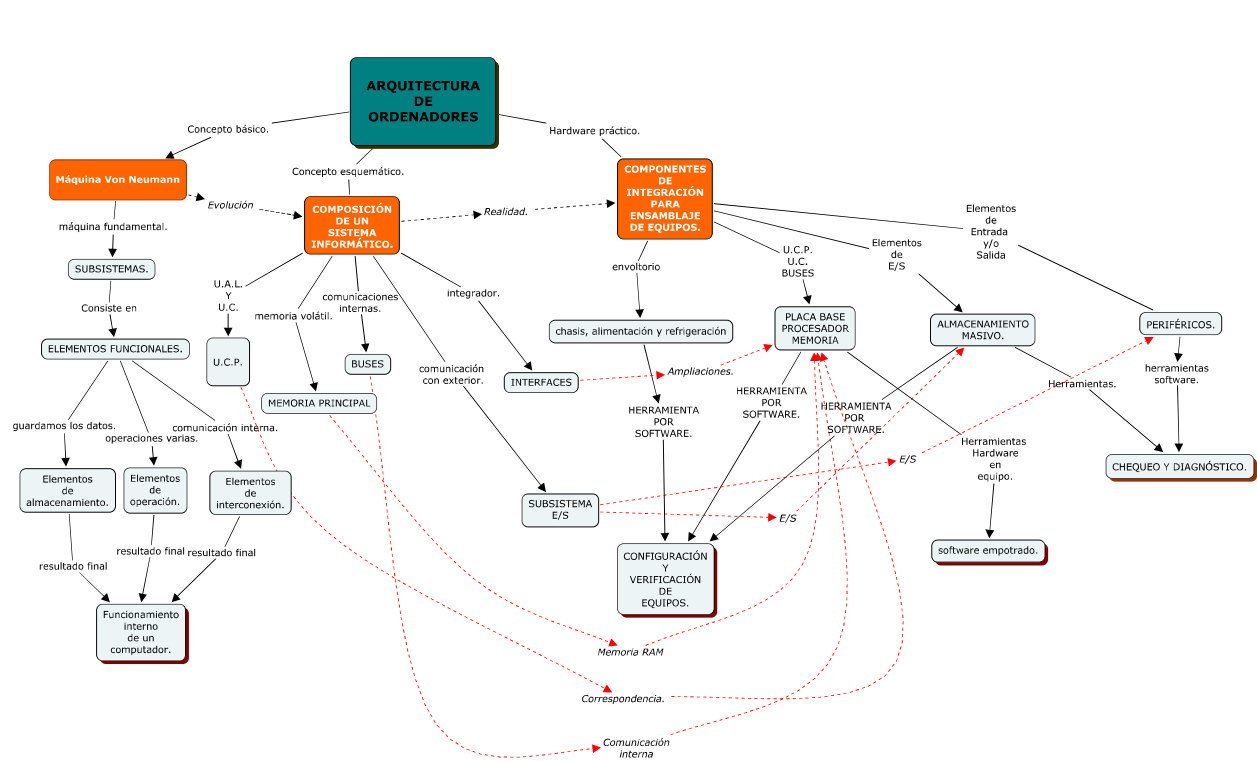 ARQUITECTURA
DE
ORDENADORES
Concepto básico.
Hardware práctico.
Concepto esquemático.
Máquina Von Neumann
Evolución
COMPOSICIÓN
DE UN
SISTEMA
INFORMÁTICO.
Realidad.
COMPONENTES
DE
INTEGRACIÓN
PARA
ENSAMBLAJE
DE EQUIPOS.
Elementos
de
Entrada
y/o
Salida
máquina fundamental.
SUBSISTEMAS.
Consiste en
ELEMENTOS FUNCIONALES.
U.A.L.
Y
U.C.
memoria volátil.
comunicaciones
internas.
integrador.
comunicación
con exterior.
envoltorio
U.C.P.
U.C.
BUSES
Elementos
de
E/S
chasis, alimentación y refrigeración
PLACA BASE
PROCESADOR
MEMORIA
ALMACENAMIENTO
MASIVO.
PERIFÉRICOS.
U.C.P.
BUSES
INTERFACES
MEMORIA PRINCIPAL
Ampliaciones.
herramientas
software.
Herramientas.
HERRAMIENTA
POR
SOFTWARE.
HERRAMIENTA
POR
SOFTWARE.
HERRAMIENTA
POR
SOFTWARE.
Herramientas
Hardware
en
equipo.
guardamos los datos.
operaciones varias.
comunicación interna.
Elementos
de
almacenamiento.
Elementos
de
operación.
Elementos
de
interconexión.
SUBSISTEMA
E/S
E/S
E/S
CHEQUEO Y DIAGNÓSTICO.
resultado final
resultado final
resultado final
CONFIGURACIÓN
Y
VERIFICACIÓN
DE
EQUIPOS.
software empotrado.
Funcionamiento
interno
de un
computador.
Memoria RAM
Correspondencia.
Comunicación
interna